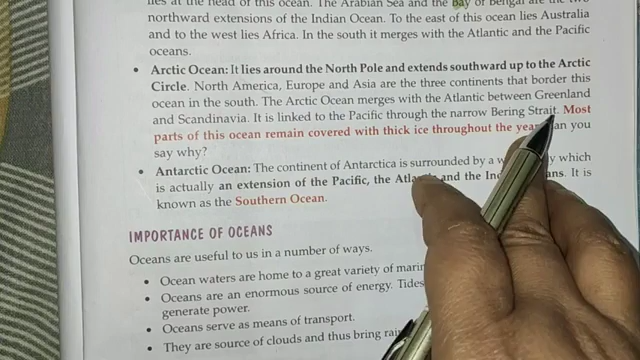 lies at the head of this ocean. The Arabian Sea and the Bay of Bengal are the two
northward extensions of the Indian Ocean. To the east of this ocean lies Australia
and to the west lies Africa. In the south it merges with the Atlantic and the Pacific
oceans.
• Arctic Ocean: It lies around the North Pole and extends southward up to the Arctic
Circle. North America, Europe and Asia are the three continents that border this
ocean in the south. The Arctic Ocean merges with the Atlantic between Greenland
and Scandinavia. It is linked to the Pacific through the narrow Bering Strait. Most
parts of this ocean remain covered with thick ice throughout the year. you
say why?
• Antarctic Ocean: The continent of Antarctica is surrounded by a which
is actually an extension of the Pacific, the and the It is
known as the Southern Ocean.
IMPORTANCE OF OCEANS
Oceans are useful to us in a number of ways.
• Ocean waters are home to a great variety of
• Oceans are an enormous source of energy. Tides
generate power.
• Oceans serve as means of transport.
• They are source of clouds and thus bring